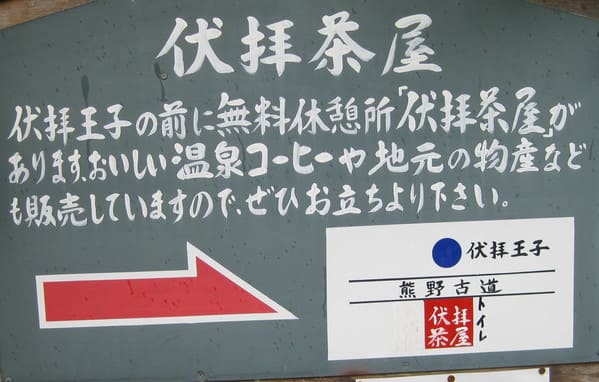 伏拝茶屋
伏拝王子の前に無料休憩所「伏拝茶屋」が
あります。おいしい温泉コーヒーや地元の物産など
も販売していますので、ぜひお立ちより下さい。
伏拝王子
熊野古道
伏拝茶屋
トイレ